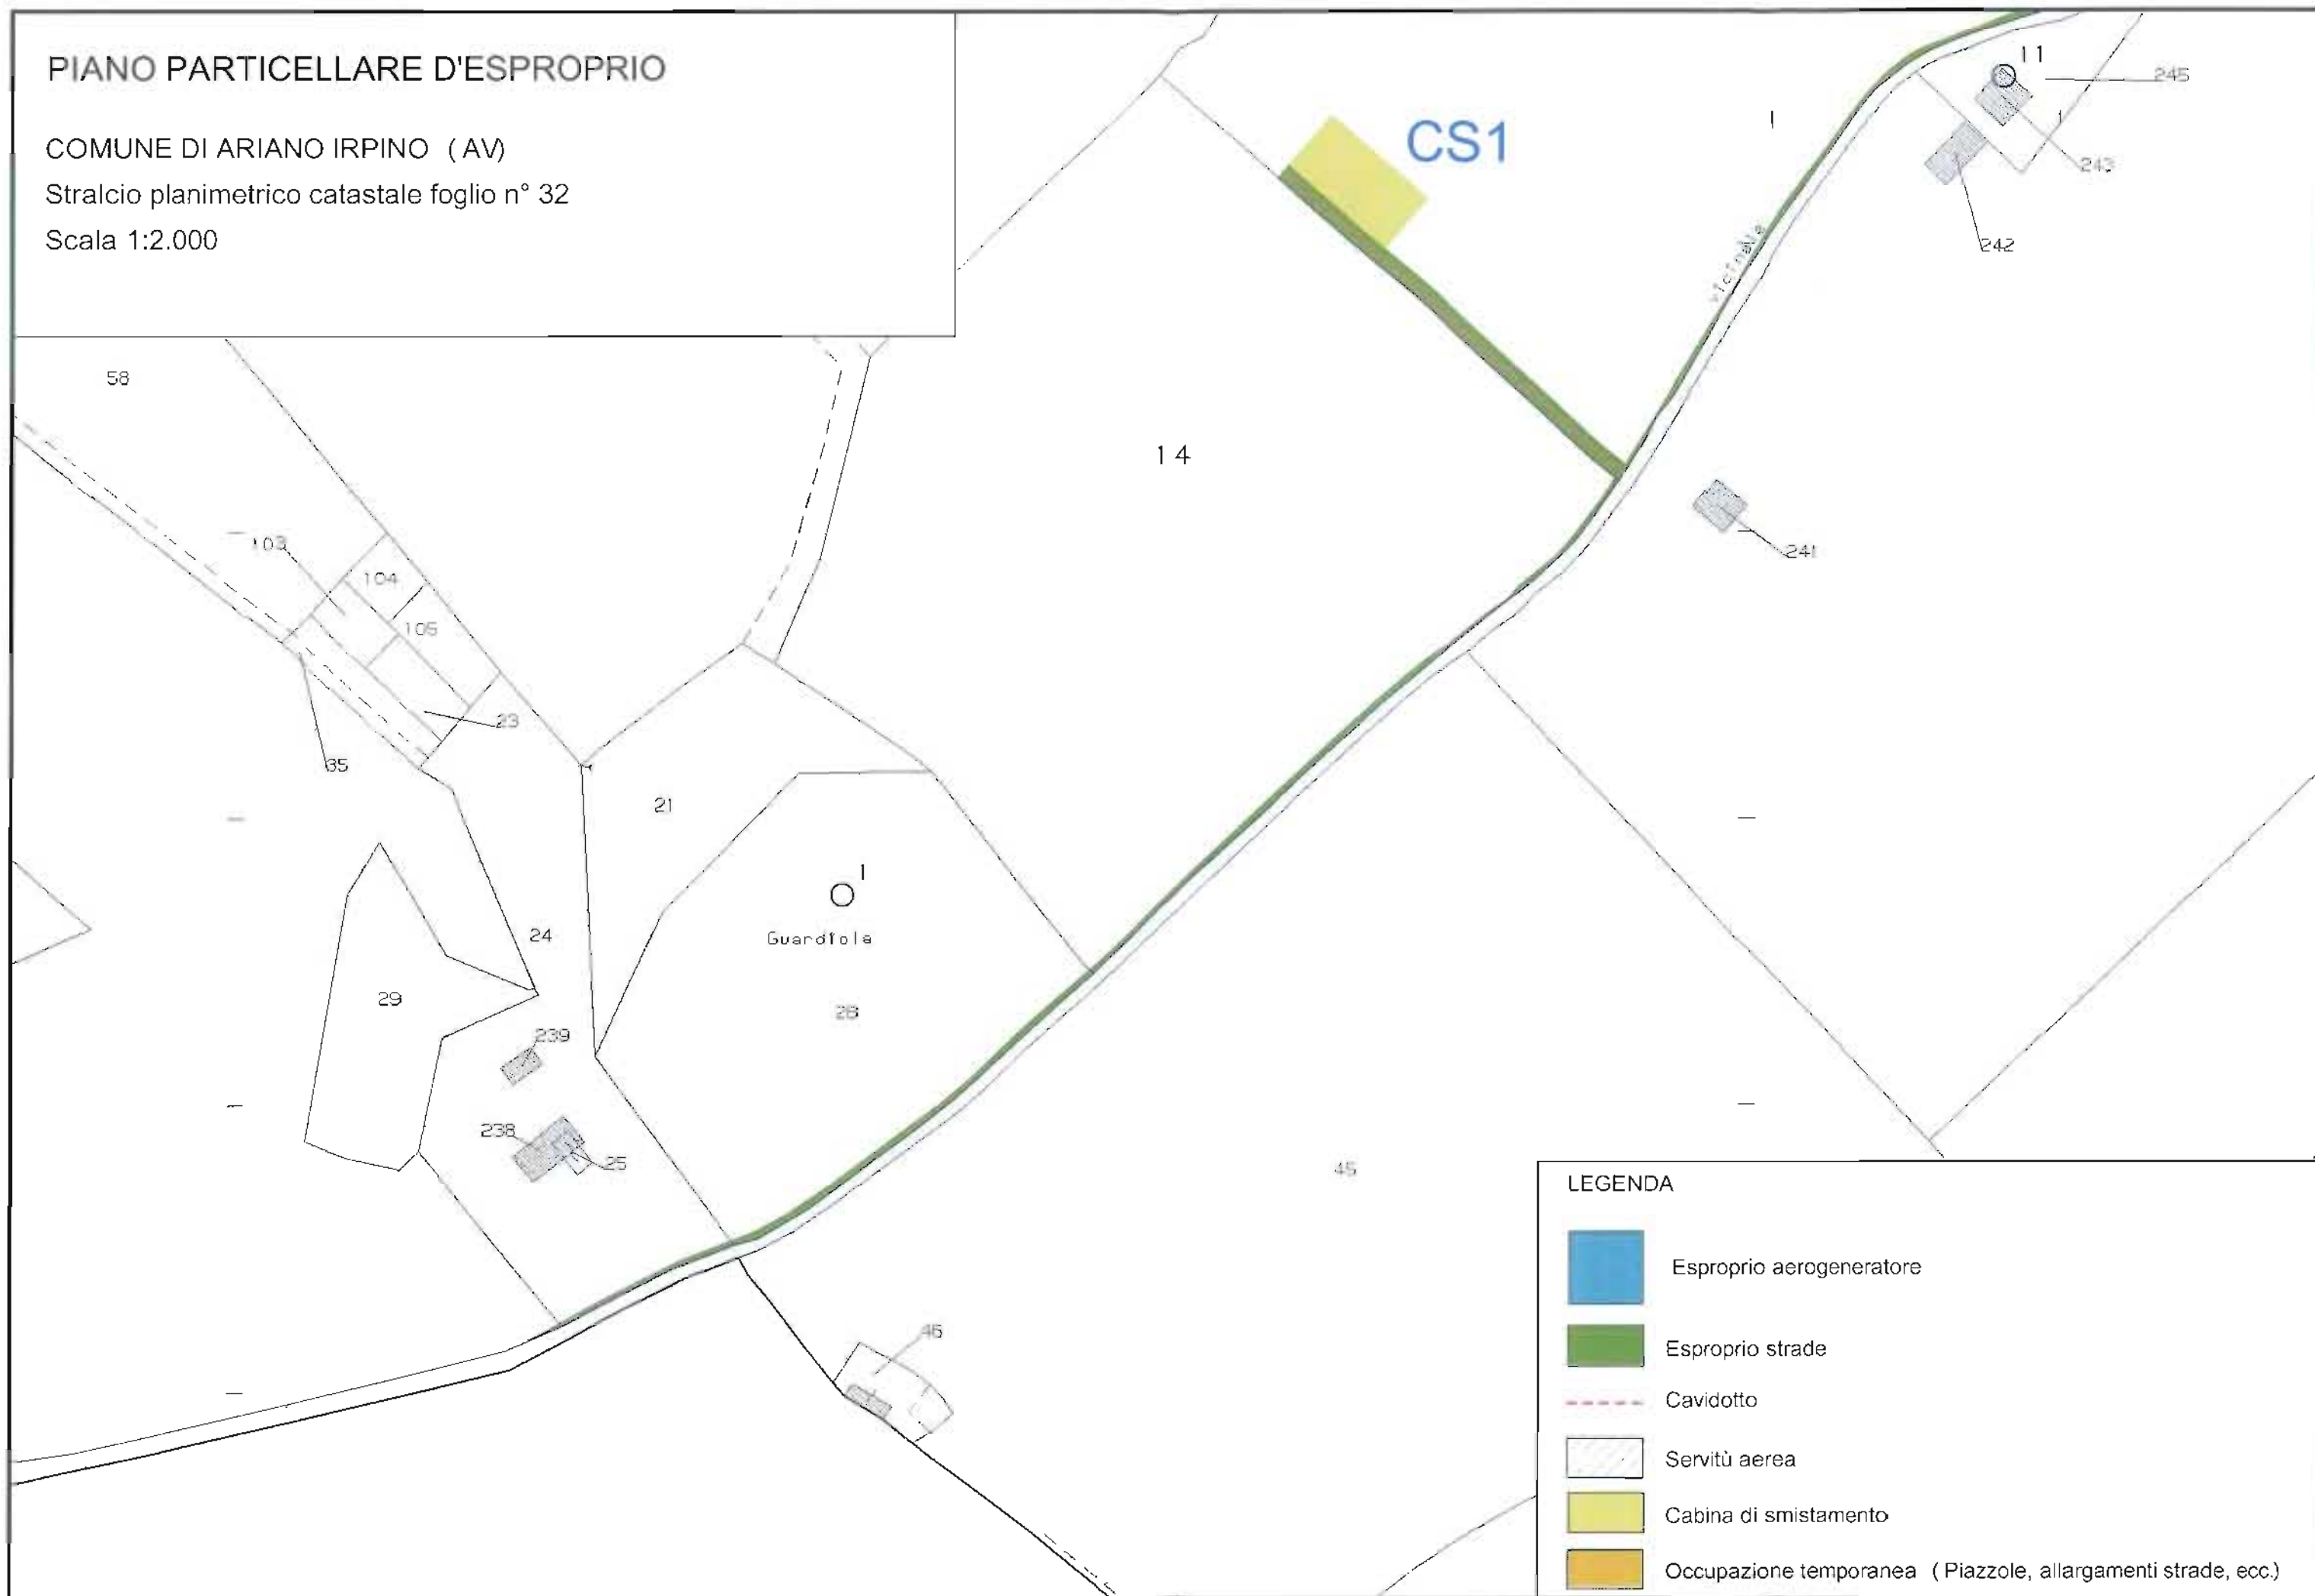 PIANO PARTICELLARE D'ESPROPRIO
COMUNE DI ARIANO IRPINO (AV)
Stralcio planimetrico catastale foglio n° 32
Scala 1:2.000
CS1
11
245
243
242
vicinale
58
14
103
104
105
241
23
35
21
1
Guardiola
24
29
28
239
238
25
45
46
LEGENDA
Esproprio aerogeneratore
Esproprio strade
Cavidotto
Servitù aerea
Cabina di smistamento
Occupazione temporanea ( Piazzole, allargamenti strade, ecc.)